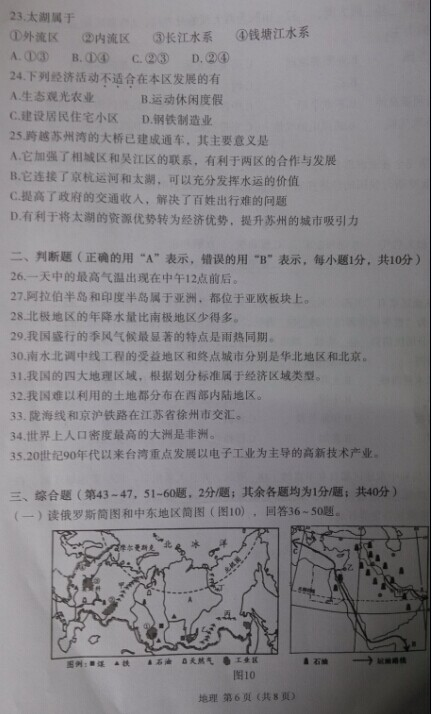 23.太湖属于
①外流区 ②内流区 ③长江水系 ④钱塘江水系
A. ①③ B. ①④ C. ②③ D. ②④
24.下列经济活动不适合在本区发展的有
A.生态观光农业 B.运动休闲度假
C.建设居民住宅小区 D.钢铁制造业
25.跨越苏州湾的大桥已建成通车，其主要意义是
A.它加强了相城区和吴江区的联系，有利于两区的合作与发展
B.它连接了京杭运河和太湖，可以充分发挥水运的价值
C.提高了政府的交通收入，解决了百姓出行难的问题
D.有利于将太湖的资源优势转为经济优势，提升苏州的城市吸引力
二、判断题（正确的用“A”表示，错误的用“B”表示，每小题1分，共10分）
26.一天中的最高气温出现在中午12点前后。
27.阿拉伯半岛和印度半岛属于亚洲，都位于亚欧板块上。
28.北极地区的年降水量比南极地区少得多。
29.我国盛行的季风气候最显著的特点是雨热同期。
30.南水北调中线工程的受益地区和终点城市分别是华北地区和北京。
31.我国的四大地理区域，根据划分标准属于经济区域类型。
32.我国难以利用的土地都分布在西部内陆地区。
33. 陇海线和京沪铁路在江苏省徐州市交汇。
34.世界上人口密度最高的大洲是非洲。
35.20世纪90年代以来台湾重点发展以电子工业为主导的高新技术产业。
三、综合题（第43～47，51~60题，2分/题；其余各题均为1分/题；共40分）
（一）读俄罗斯简图和中东地区简图（图10），回答36～50题。
摩尔曼斯克 北 冰 洋
图例：煤 铁 石油 天然气 工业区
石油
图10
地理 第 6 页（共 8 页）